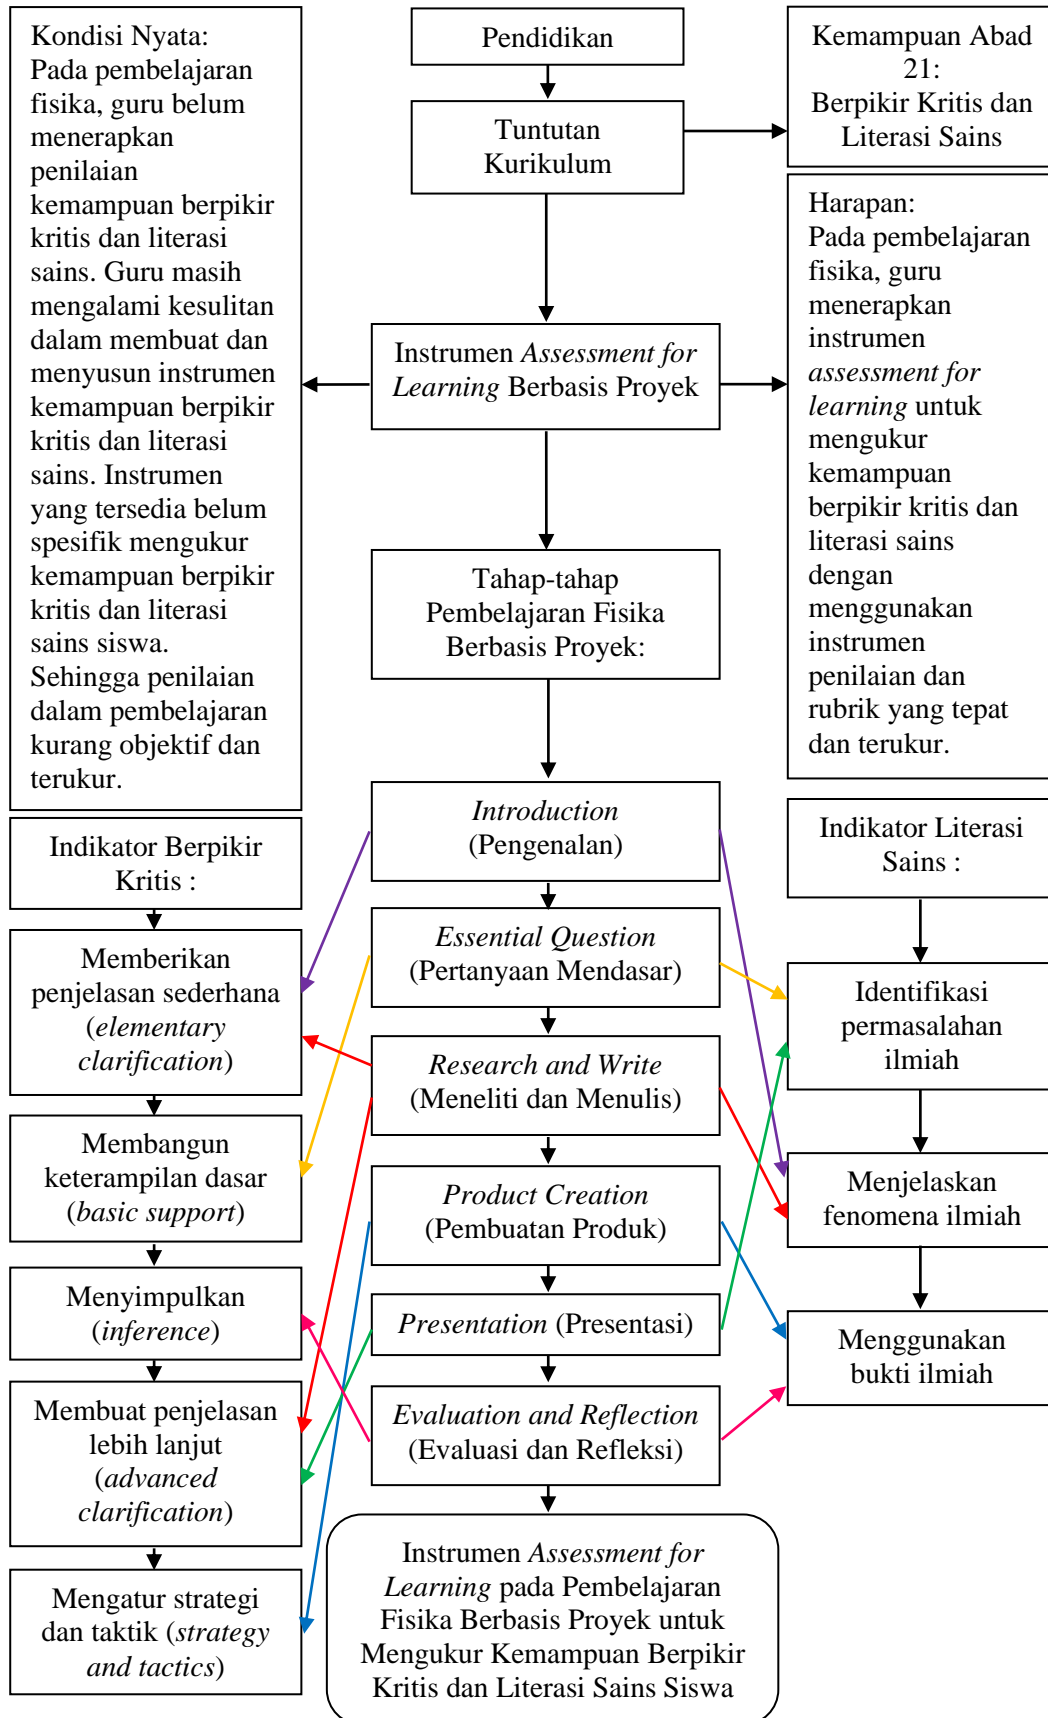 Pendidikan
Tuntutan
Kurikulum
Kemampuan Abad
21:
Berpikir Kritis dan
Literasi Sains
Kondisi Nyata:
Pada pembelajaran
fisika, guru belum
menerapkan
penilaian
kemampuan berpikir
kritis dan literasi
sains. Guru masih
mengalami kesulitan
dalam membuat dan
menyusun instrumen
kemampuan berpikir
kritis dan literasi
sains. Instrumen
yang tersedia belum
spesifik mengukur
kemampuan berpikir
kritis dan literasi
sains siswa.
Sehingga penilaian
dalam pembelajaran
kurang objektif dan
terukur.
Instrumen Assessment for
Learning Berbasis Proyek
Harapan:
Pada pembelajaran
fisika, guru
menerapkan
instrumen
assessment for
learning untuk
mengukur
kemampuan
berpikir kritis dan
literasi sains
dengan
menggunakan
instrumen
penilaian dan
rubrik yang tepat
dan terukur.
Tahap-tahap
Pembelajaran Fisika
Berbasis Proyek:
Indikator Berpikir
Kritis :
Memberikan
penjelasan sederhana
(elementary
clarification)
Membangun
keterampilan dasar
(basic support)
Menyimpulkan
(inference)
Membuat penjelasan
lebih lanjut
(advanced
clarification)
Mengatur strategi
dan taktik (strategy
and tactics)
Introduction
(Pengenalan)
Essential Question
(Pertanyaan Mendasar)
Research and Write
(Meneliti dan Menulis)
Product Creation
(Pembuatan Produk)
Presentation (Presentasi)
Evaluation and Reflection
(Evaluasi dan Refleksi)
Indikator Literasi
Sains :
Identifikasi
permasalahan
ilmiah
Menjelaskan
fenomena ilmiah
Menggunakan
bukti ilmiah
Instrumen Assessment for
Learning pada Pembelajaran
Fisika Berbasis Proyek untuk
Mengukur Kemampuan Berpikir
Kritis dan Literasi Sains Siswa